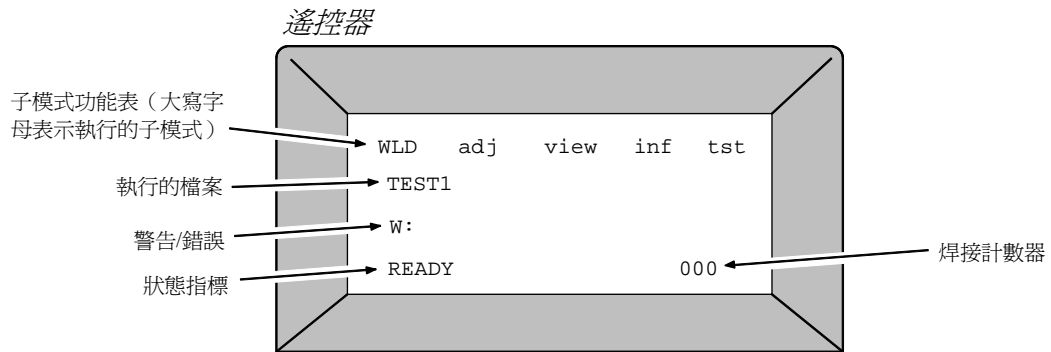 遙控器
子模式功能表（大寫字
母表示執行的子模式）
WLD adj view inf tst
執行的檔案
TEST1
警告/錯誤
W:
狀態指標
READY
000
焊接計數器